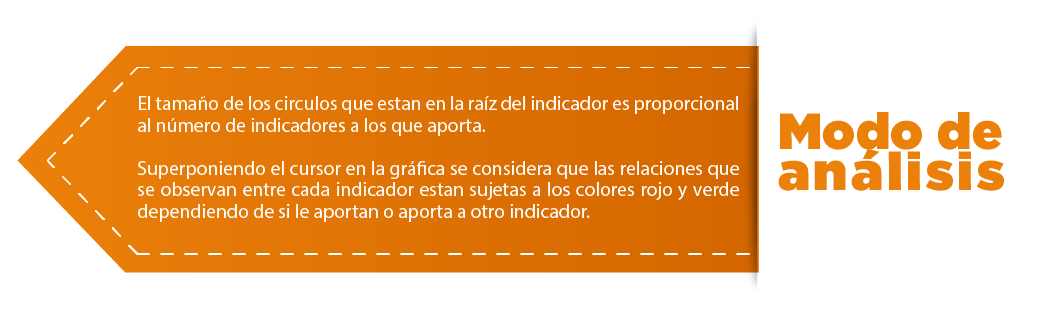 El tamaño de los circulos que estan en la raíz del indicador es proporcional
al número de indicadores a los que aporta.
Superponiendo el cursor en la gráfica se considera que las relaciones que
se observan entre cada indicador estan sujetas a los colores rojo y verde
dependiendo de si le aportan o aporta a otro indicador.
Modo de
análisis